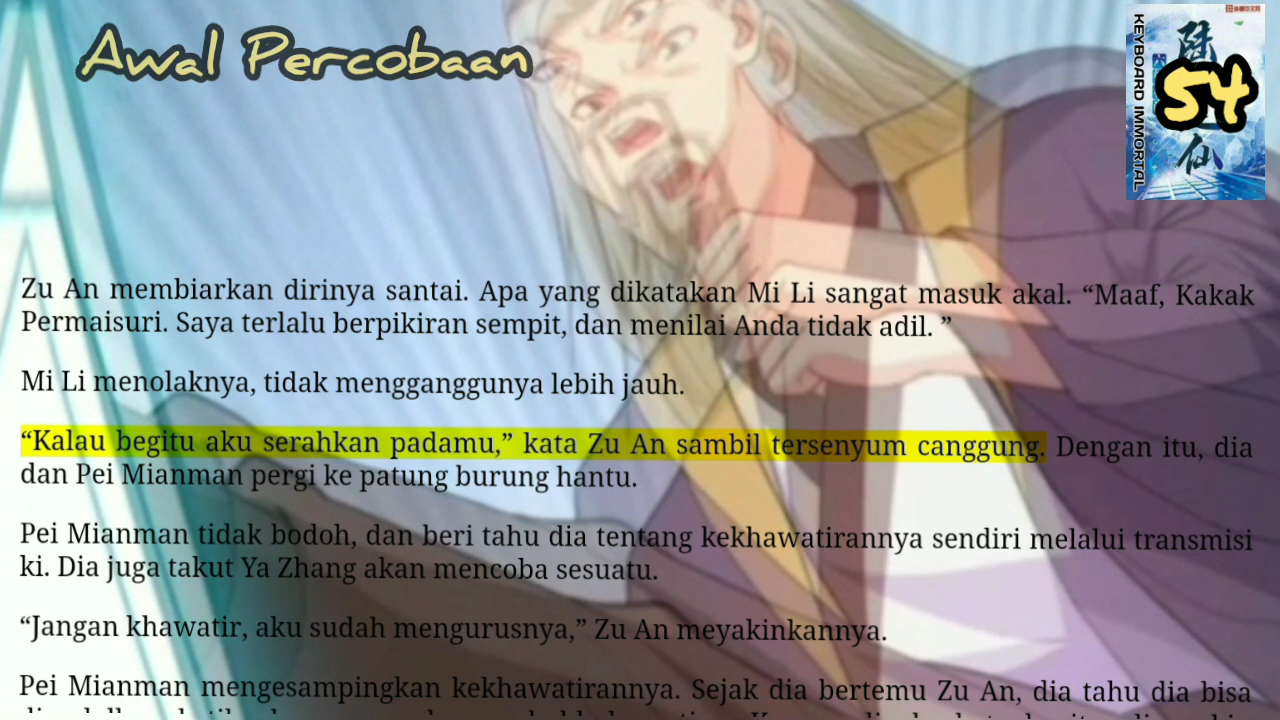 Awal Percobaan
KEYBOARD IMMORTAL
54
仙
Zu An membiarkan dirinya santai. Apa yang dikatakan Mi Li sangat masuk akal. “Maaf, Kakak
Permaisuri. Saya terlalu berpikiran sempit, dan menilai Anda tidak adil. ”
Mi Li menolaknya, tidak mengganggunya lebih jauh.
“Kalau begitu aku serahkan padamu,” kata Zu An sambil tersenyum canggung. Dengan itu, dia
dan Pei Mianman pergi ke patung burung hantu.
Pei Mianman tidak bodoh, dan beri tahu dia tentang kekhawatirannya sendiri melalui transmisi
ki. Dia juga takut Ya Zhang akan mencoba sesuatu.
“Jangan khawatir, aku sudah mengurusnya,” Zu An meyakinkannya.
Pei Mianman mengesampingkan kekhawatirannya. Sejak dia bertemu Zu An, dia tahu dia bisa